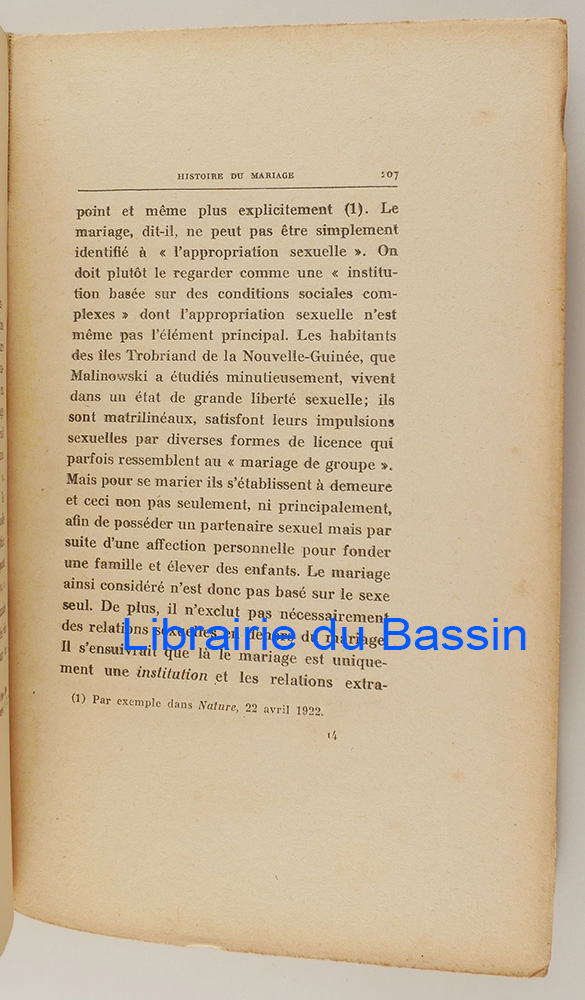 HISTOIRE DU MARIAGE 207
point et même plus explicitement (1). Le
mariage, dit-il, ne peut pas être simplement
identifié à « l'appropriation sexuelle ». On
doit plutôt le regarder comme une « institu-
tion basée sur des conditions sociales com-
plexes » dont l'appropriation sexuelle n'est
même pas l'élément principal. Les habitants
des îles Trobriand de la Nouvelle-Guinée, que
Malinowski a étudiés minutieusement, vivent
dans un état de grande liberté sexuelle; ils
sont matrilinéaux, satisfont leurs impulsions
sexuelles par diverses formes de licence qui
parfois ressemblent au « mariage de groupe ».
Mais pour se marier ils s'établissent à demeure
et ceci non pas seulement, ni principalement,
afin de posséder un partenaire sexuel mais par
suite d'une affection personnelle pour fonder
une famille et élever des enfants. Le mariage
ainsi considéré n'est donc pas basé sur le sexe
seul. De plus, il n'exclut pas nécessairement
des relations sexuelles en dehors du mariage.
Librairie du Bassin
Il s'ensuivrait que là le mariage est unique-
ment une institution et les relations extra-
(1) Par exemple dans Nature, 22 avril 1922.
14